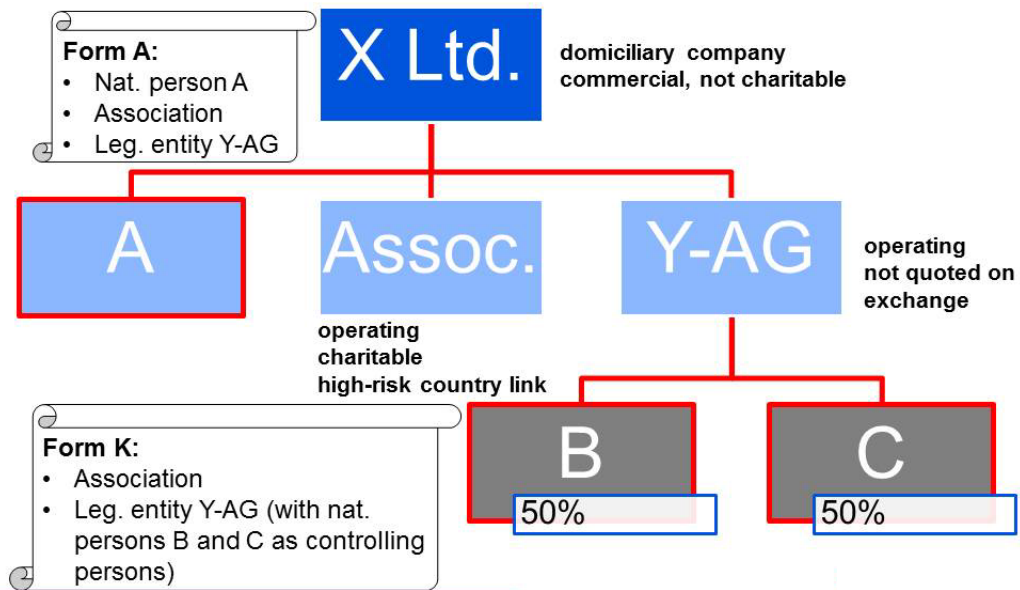 Form A:
• Nat. person A
• Association
• Leg. entity Y-AG
X Ltd.
domiciliary company
commercial, not charitable
A
Assoc.
Y-AG
operating
not quoted on
exchange
operating
charitable
high-risk country link
Form K:
• Association
• Leg. entity Y-AG (with nat.
persons B and C as controlling
persons)
B
50%
C
50%